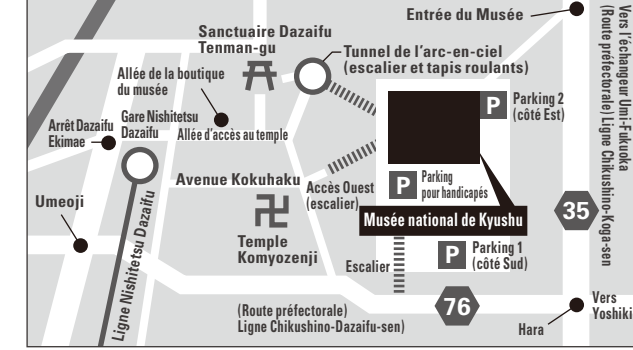 Entrée du Musée
Sanctuaire Dazaifu
Tenman-gu
Tunnel de l'arc-en-ciel
(escalier et tapis roulants)
Allée de la boutique
du musée
P
Parking 2
(côté Est)
Arrêt Dazaifu
Ekimae
Gare Nishitetsu
Dazaifu
Allée d'accès au temple
Avenue Kokuhaku
Accès Ouest
(escalier)
P
Parking
pour handicapés
Umeoji
卍
Musée national de Kyushu
35
Temple
Komyozenji
Escalier
P
Parking 1
(côté Sud)
Ligne Nishitetsu Dazaifu
(Route préfectorale)
Ligne Chikushino-Dazaifu-sen)
76
Hara
Vers
Yoshiki
Vers l'échangeur Umi-Fukuoka
(Route préfectorale) Ligne Chikushino-Koga-sen